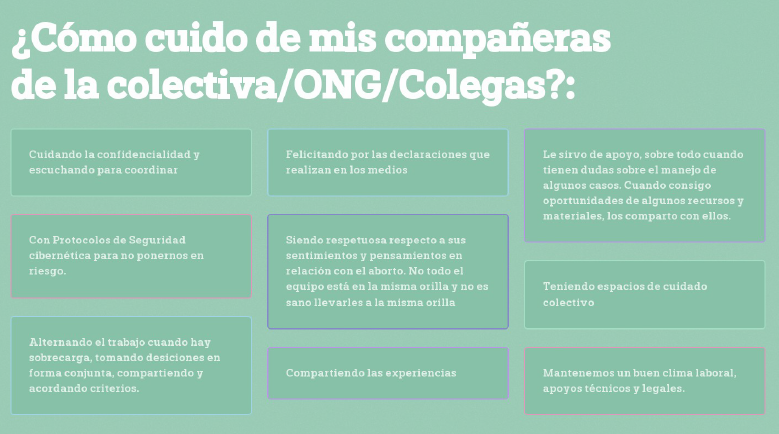 ¿Cómo cuido de mis compañeras
de la colectiva/ONG/Colegas?:
Cuidando la confidencialidad y
escuchando para coordinar
Con Protocolos de Seguridad
cibernética para no ponernos en
riesgo.
Alternando el trabajo cuando hay
sobrecarga, tomando desiciones en
forma conjunta, compartiendo y
acordando criterios.
Felicitando por las declaraciones que
realizan en los medios
Siendo respetuosa respecto a sus
sentimientos y pensamientos en
relación con el aborto. No todo el
equipo está en la misma orilla y no es
sano llevarles a la misma orilla
Compartiendo las experiencias
Le sirvo de apoyo, sobre todo cuando
tienen dudas sobre el manejo de
algunos casos. Cuando consigo
oportunidades de algunos recursos y
materiales, los comparto con ellos.
Teniendo espacios de cuidado
colectivo
Mantenemos un buen clima laboral,
apoyos técnicos y legales.